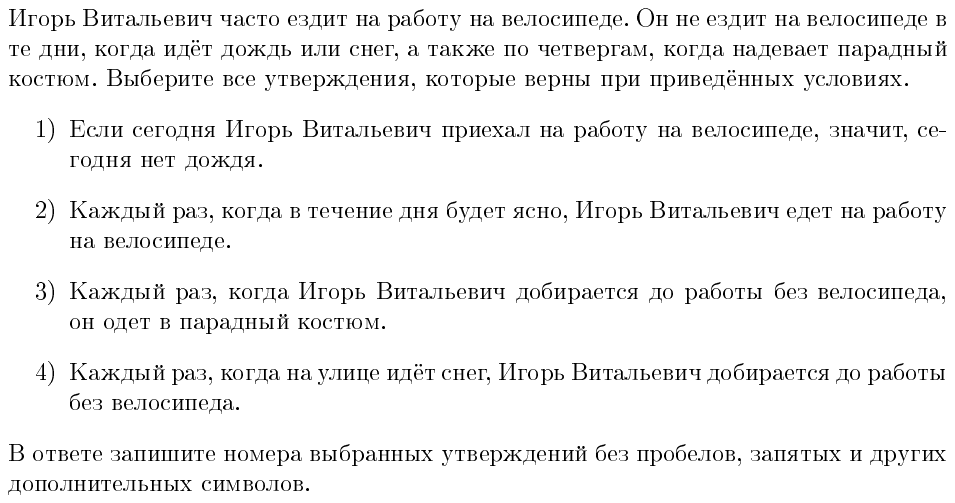 Игорь Витальевич часто ездит на работу на велосипеде. Он не ездит на велосипеде в
те дни, когда идёт дождь или снег, а также по четвергам, когда надевает парадный
костюм. Выберите все утверждения, которые верны при приведённых условиях.
1) Если сегодня Игорь Витальевич приехал на работу на велосипеде, значит, се-
годня нет дождя.
2) Каждый раз, когда в течение дня будет ясно, Игорь Витальевич едет на работу
на велосипеде.
3) Каждый раз, когда Игорь Витальевич добирается до работы без велосипеда,
он одет в парадный костюм.
4) Каждый раз, когда на улице идёт снег, Игорь Витальевич добирается до работы
без велосипеда.
В ответе запишите номера выбранных утверждений без пробелов, запятых и других
дополнительных символов.